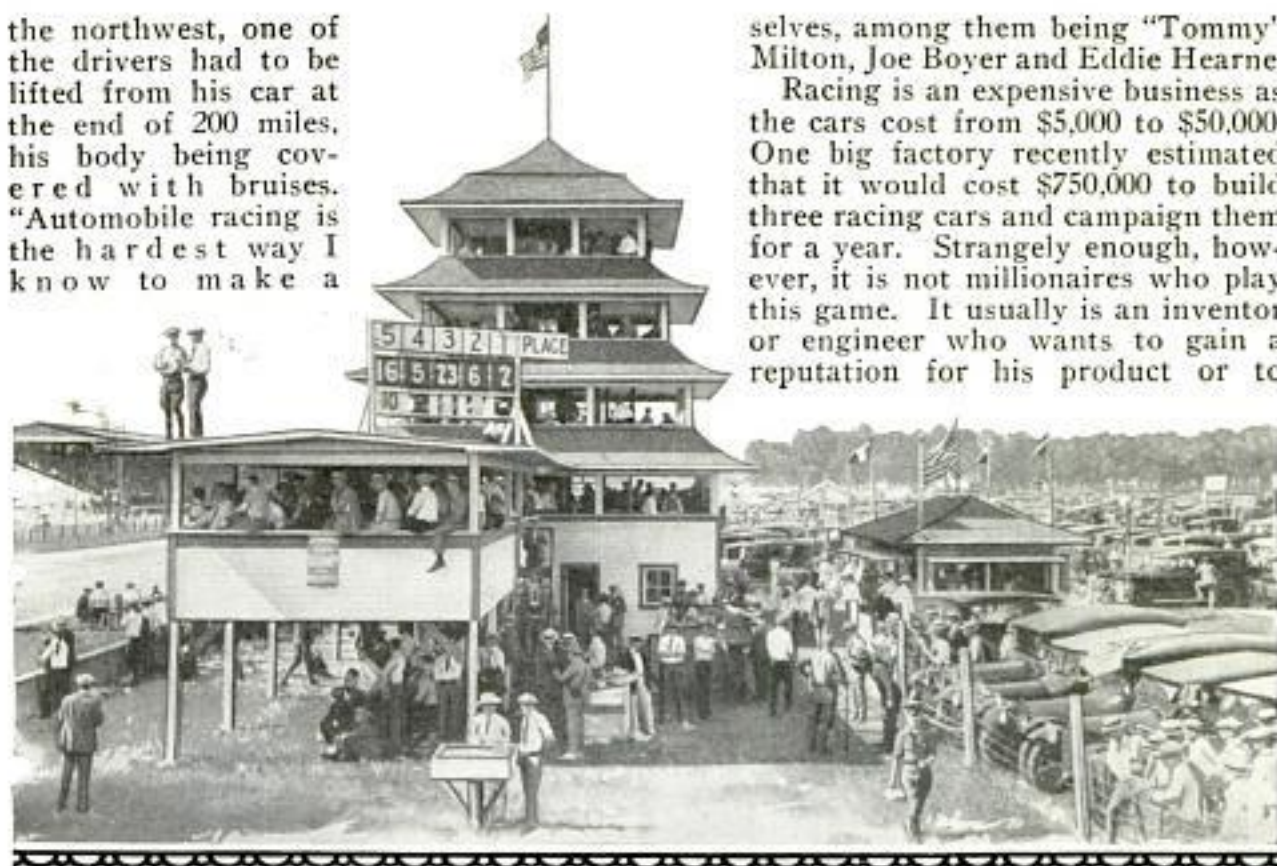 the northwest, one of
the drivers had to be
lifted from his car at
the end of 200 miles,
his body being cov-
ered with bruises.
"Automobile racing is
the hardest way I
know to make a
5 4 3 2 1 PLACE
16 5 23 6 2
10
selves, among them being "Tommy"
Milton, Joe Boyer and Eddie Hearne
Racing is an expensive business as
the cars cost from $5,000 to $50,000
One big factory recently estimated
that it would cost $750,000 to build
three racing cars and campaign them
for a year. Strangely enough, how-
ever, it is not millionaires who play
this game. It usually is an inventor
or engineer who wants to gain a
reputation for his product or to